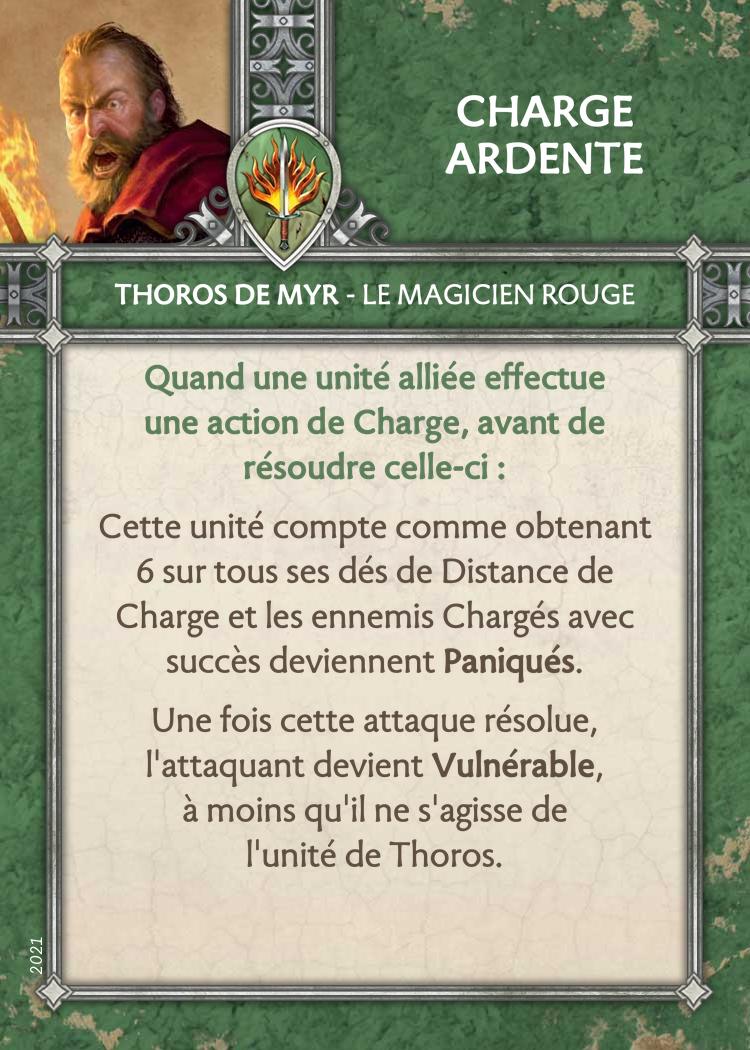 CHARGE
ARDENTE
THOROS DE MYR - LE MAGICIEN ROUGE
Quand une unité alliée effectue
une action de Charge, avant de
résoudre celle-ci :
Cette unité compte comme obtenant
6 sur tous ses dés de Distance de
Charge et les ennemis Chargés avec
succès deviennent Paniqués.
Une fois cette attaque résolue,
l'attaquant devient Vulnérable,
à moins qu'il ne s'agisse de
l'unité de Thoros.
2021